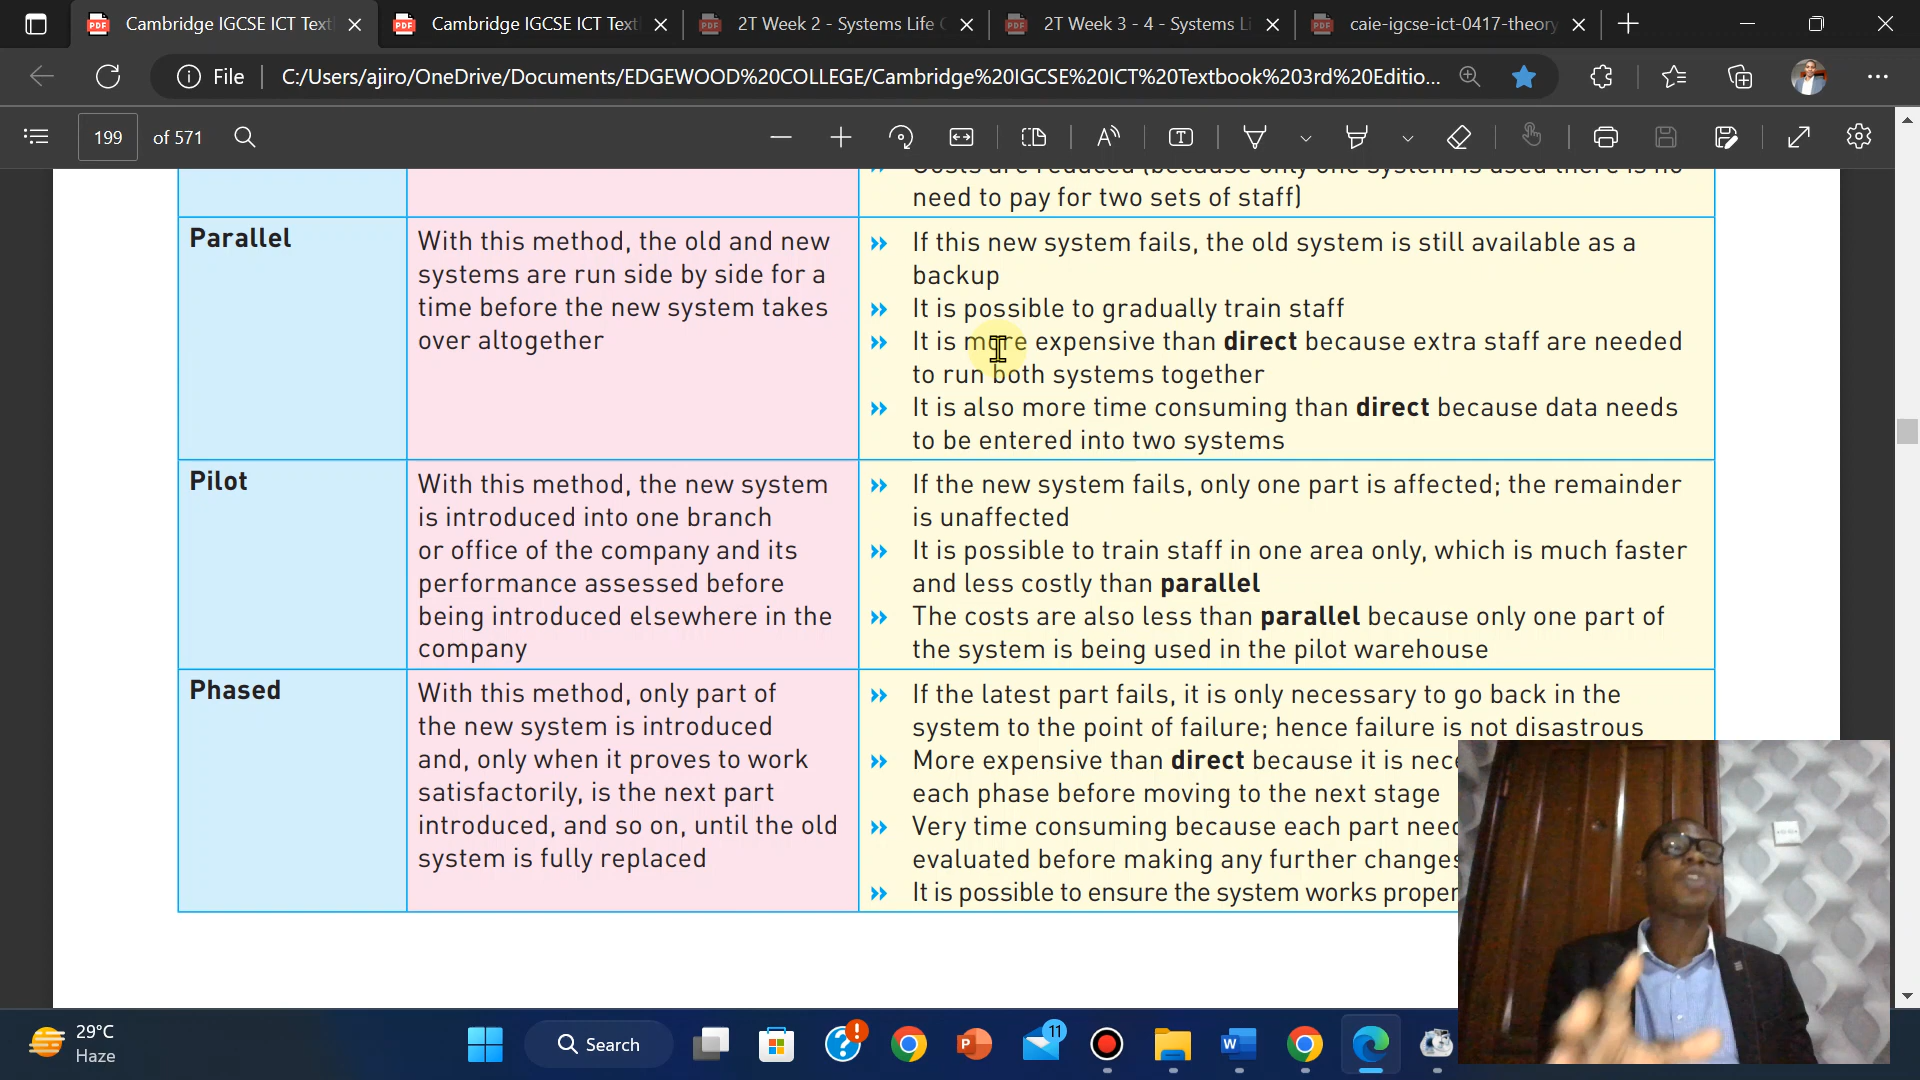 Cambridge IGCSE ICT Text
Cambridge IGCSE ICT Text
2T Week 2 - Systems Life C
2T Week 3 - 4 - Systems Li
caie-igcse-ict-0417-theory
File
C:/Users/ajiro/OneDrive/Documents/EDGEWOOD%20COLLEGE/Cambridge%20IGCSE%20ICT%20Textbook%203rd%20Editio...
199 of 571
Costs are reduced (because only one system is used there is no
need to pay for two sets of staff)
Parallel
With this method, the old and new
systems are run side by side for a
time before the new system takes
over altogether
» If this new system fails, the old system is still available as a
backup
» It is possible to gradually train staff
» It is more expensive than direct because extra staff are needed
to run both systems together
» It is also more time consuming than direct because data needs
to be entered into two systems
Pilot
With this method, the new system
is introduced into one branch
or office of the company and its
performance assessed before
being introduced elsewhere in the
company
» If the new system fails, only one part is affected; the remainder
is unaffected
» It is possible to train staff in one area only, which is much faster
and less costly than parallel
» The costs are also less than parallel because only one part of
the system is being used in the pilot warehouse
Phased
With this method, only part of
the new system is introduced
and, only when it proves to work
satisfactorily, is the next part
introduced, and so on, until the old
system is fully replaced
» If the latest part fails, it is only necessary to go back in the
system to the point of failure; hence failure is not disastrous
» More expensive than direct because it is nece
each phase before moving to the next stage
» Very time consuming because each part need
evaluated before making any further changes
» It is possible to ensure the system works proper
29°C
Haze
Search
11